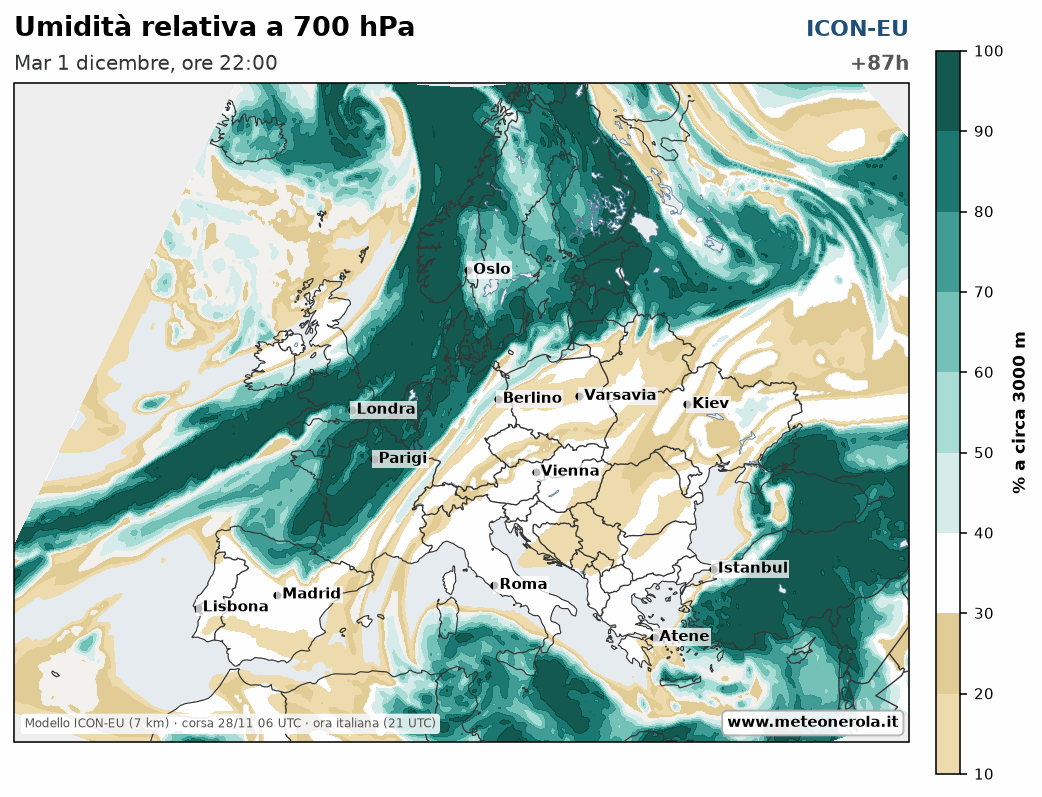 Umidità relativa a 700 hPa
ICON-EU
Mar 1 dicembre, ore 22:00
+87h
Oslo
Londra
Berlino
Varsavia
Kiev
Parigi
Vienna
Istanbul
Roma
Madrid
Lisbona
Atene
Modello ICON-EU (7 km) · corsa 28/11 06 UTC · ora italiana (21 UTC)
www.meteonerola.it
100
90
80
70
60
50
40
30
20
10
% a circa 3000 m